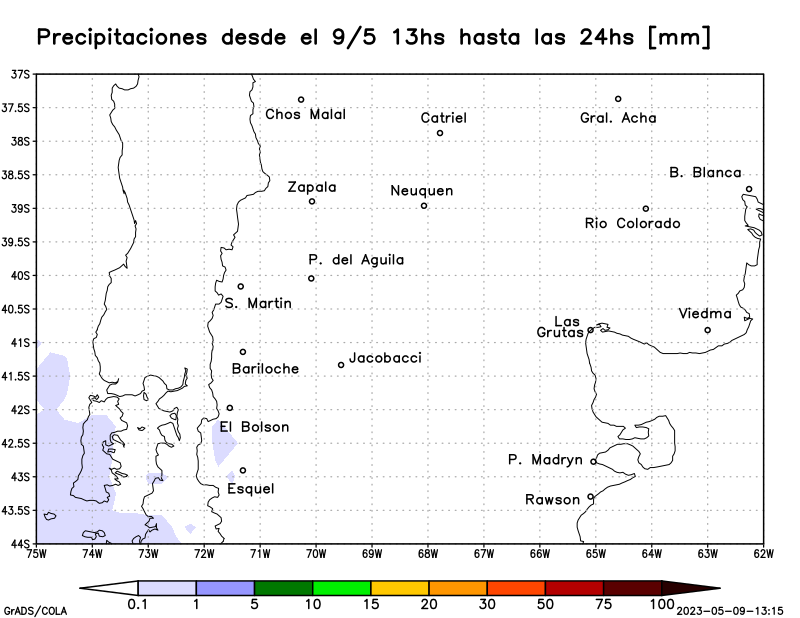 Precipitaciones desde el 9/5 13hs hasta las 24hs [mm]
37S
37.5S
38S
38.5S
39S
39.5S
40S
40.5S
41S
41.5S
42S
42.5S
43S
43.5S
44S
Chos Malal
Catriel
Gral. Acha
B. Blanca
Zapala
Neuquen
Rio Colorado
P. del Aguila
S. Martin
Viedma
Las
Grutas
Jacobacci
Bariloche
El Bolson
P. Madryn
Esquel
Rawson
75W 74W 73W 72W 71W 70W 69W 68W 67W 66W 65W 64W 63W 62W
0.1 1 5 10 15 20 30 50 75 100
GrADS/COLA
2023-05-09-13:15